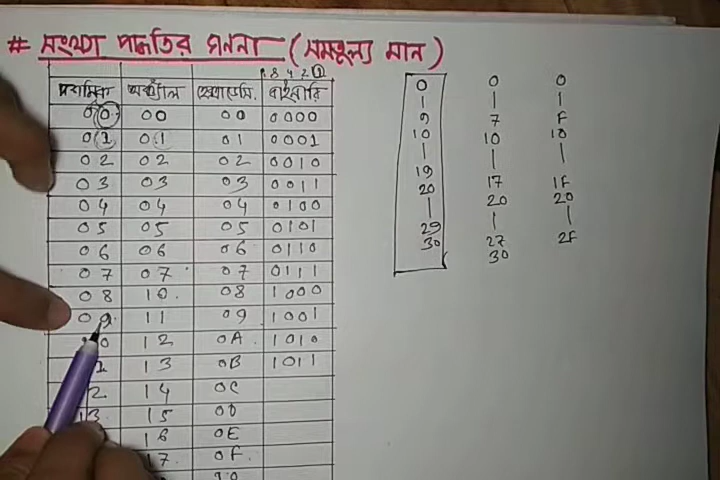 # সংখ্যা পদ্ধতির গননা (সমতুল্য মান)
8 4 2 1
দশমিক অক্ট্যাল হেক্সাডেসি. বাইনারি
00 00 00 0000
01 01 01 0001
02 02 02 0010
03 03 03 0011
04 04 04 0100
05 05 05 0101
06 06 06 0110
07 07 07 0111
08 10 08 1000
09 11 09 1001
12 0A 1010
13 0B 1011
14 0C
13 15 0D
16 0E
17 0F
10
0 0 0
| | |
9 7 F
10 10 10
| | |
19 17 1F
20 20 20
| | |
29 27 2F
30 30